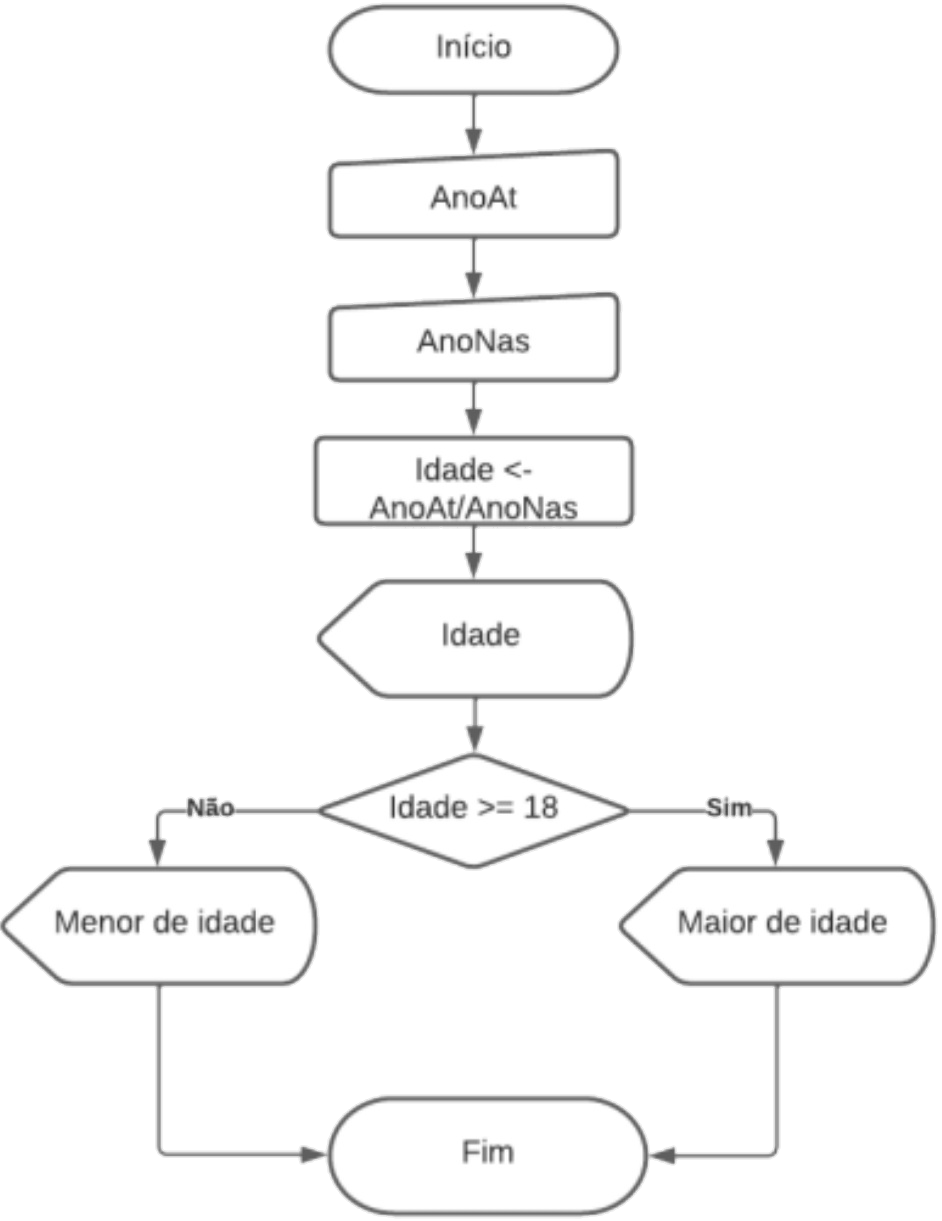 Início
AnoAt
AnoNas
Idade <-
AnoAt/AnoNas
Idade
Idade >= 18
Não
Sim
Menor de idade
Maior de idade
Fim